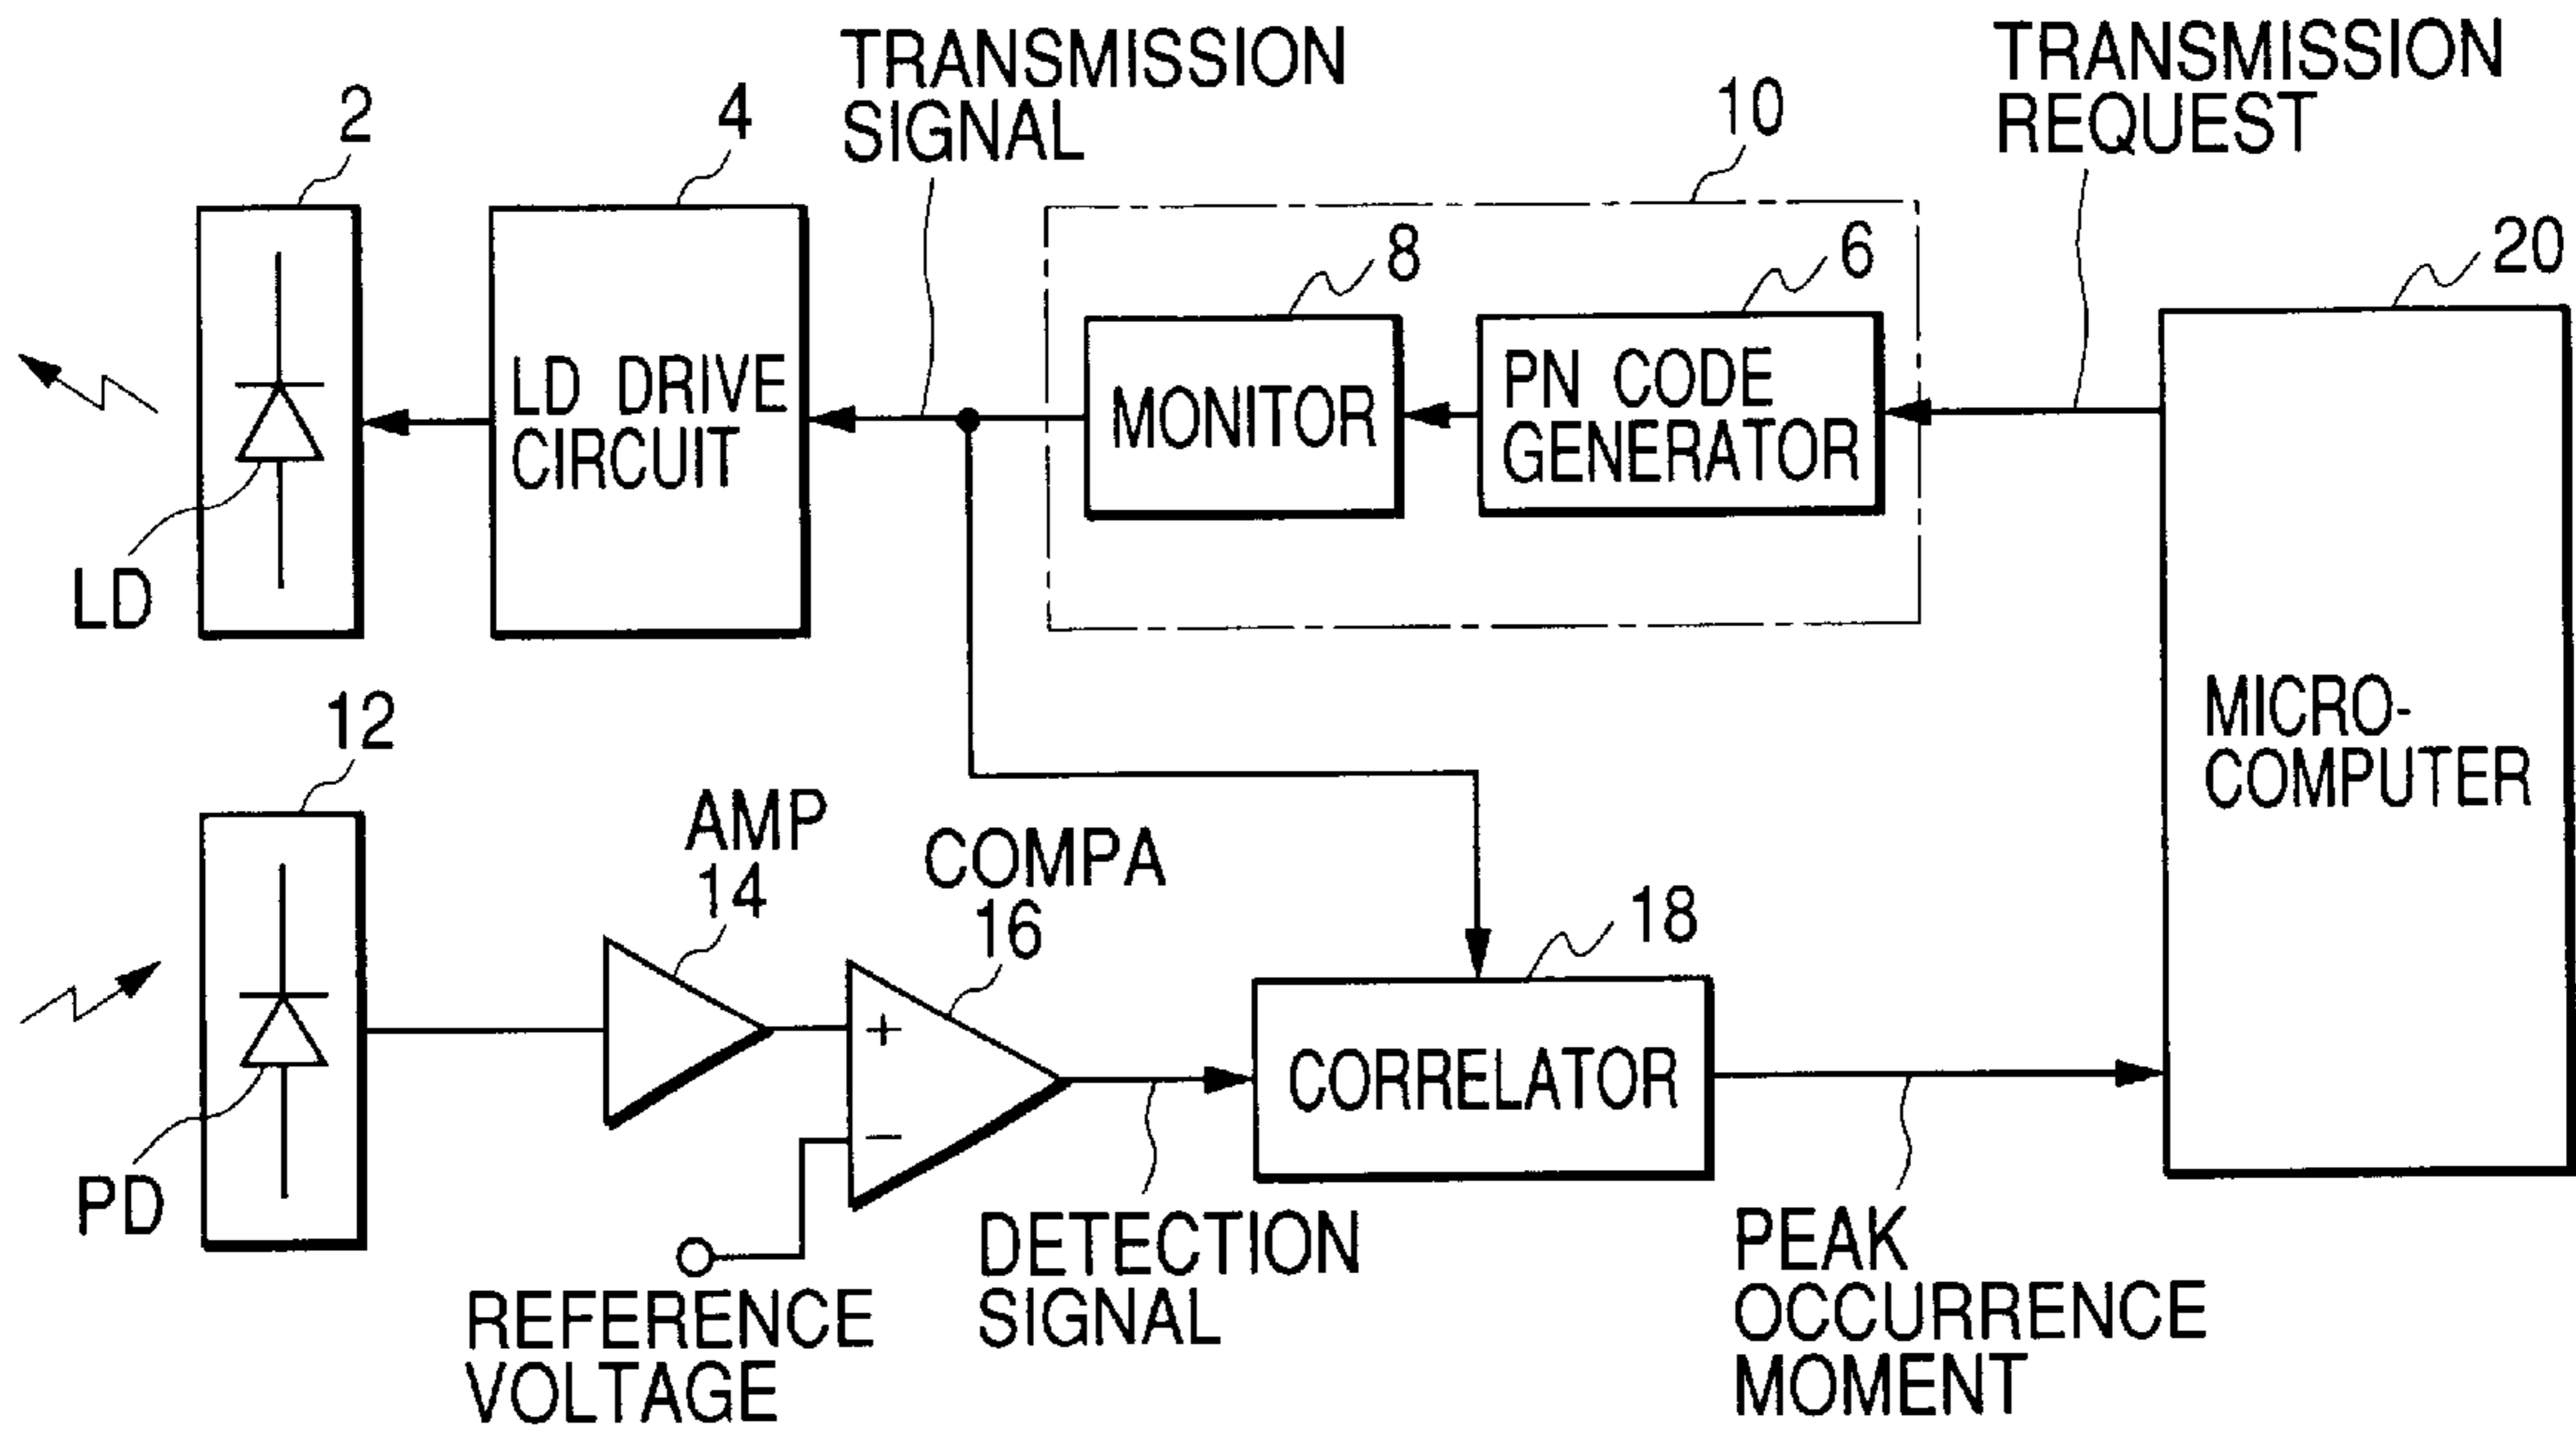 TRANSMISSION
SIGNAL
TRANSMISSION
REQUEST
2
4
10
8
6
20
LD DRIVE
CIRCUIT
MONITOR
PN CODE
GENERATOR
LD
MICRO-
COMPUTER
12
AMP
14
COMPA
16
18
+
−
CORRELATOR
PD
REFERENCE
VOLTAGE
DETECTION
SIGNAL
PEAK
OCCURRENCE
MOMENT